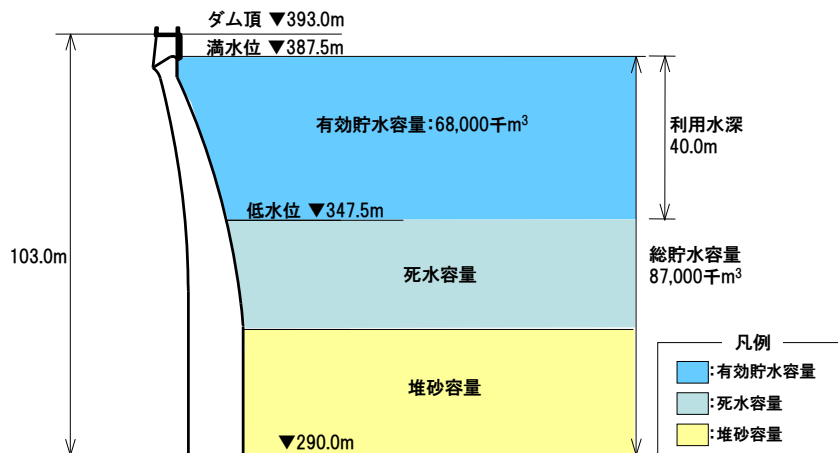 ダム頂 ▼393.0m
満水位 ▼387.5m
有効貯水容量:68,000千m³
利用水深
40.0m
低水位 ▼347.5m
103.0m
総貯水容量
87,000千m³
死水容量
堆砂容量
▼290.0m
凡例
:有効貯水容量
:死水容量
:堆砂容量